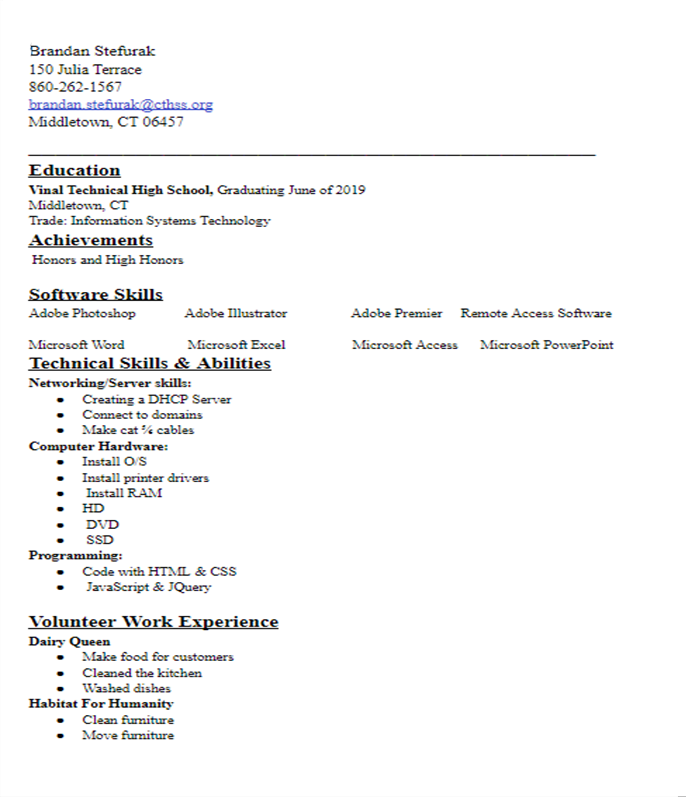 Brandan Stefurak
150 Julia Terrace
860-262-1567
brandan.stefurak@cthss.org
Middletown, CT 06457
Education
Vinal Technical High School, Graduating June of 2019
Middletown, CT
Trade: Information Systems Technology
Achievements
Honors and High Honors
Software Skills
Adobe Photoshop Adobe Illustrator Adobe Premier Remote Access Software
Microsoft Word Microsoft Excel Microsoft Access Microsoft PowerPoint
Technical Skills & Abilities
Networking/Server skills:
• Creating a DHCP Server
• Connect to domains
• Make cat ⅚ cables
Computer Hardware:
• Install O/S
• Install printer drivers
• Install RAM
• HD
• DVD
• SSD
Programming:
• Code with HTML & CSS
• JavaScript & JQuery
Volunteer Work Experience
Dairy Queen
• Make food for customers
• Cleaned the kitchen
• Washed dishes
Habitat For Humanity
• Clean furniture
• Move furniture